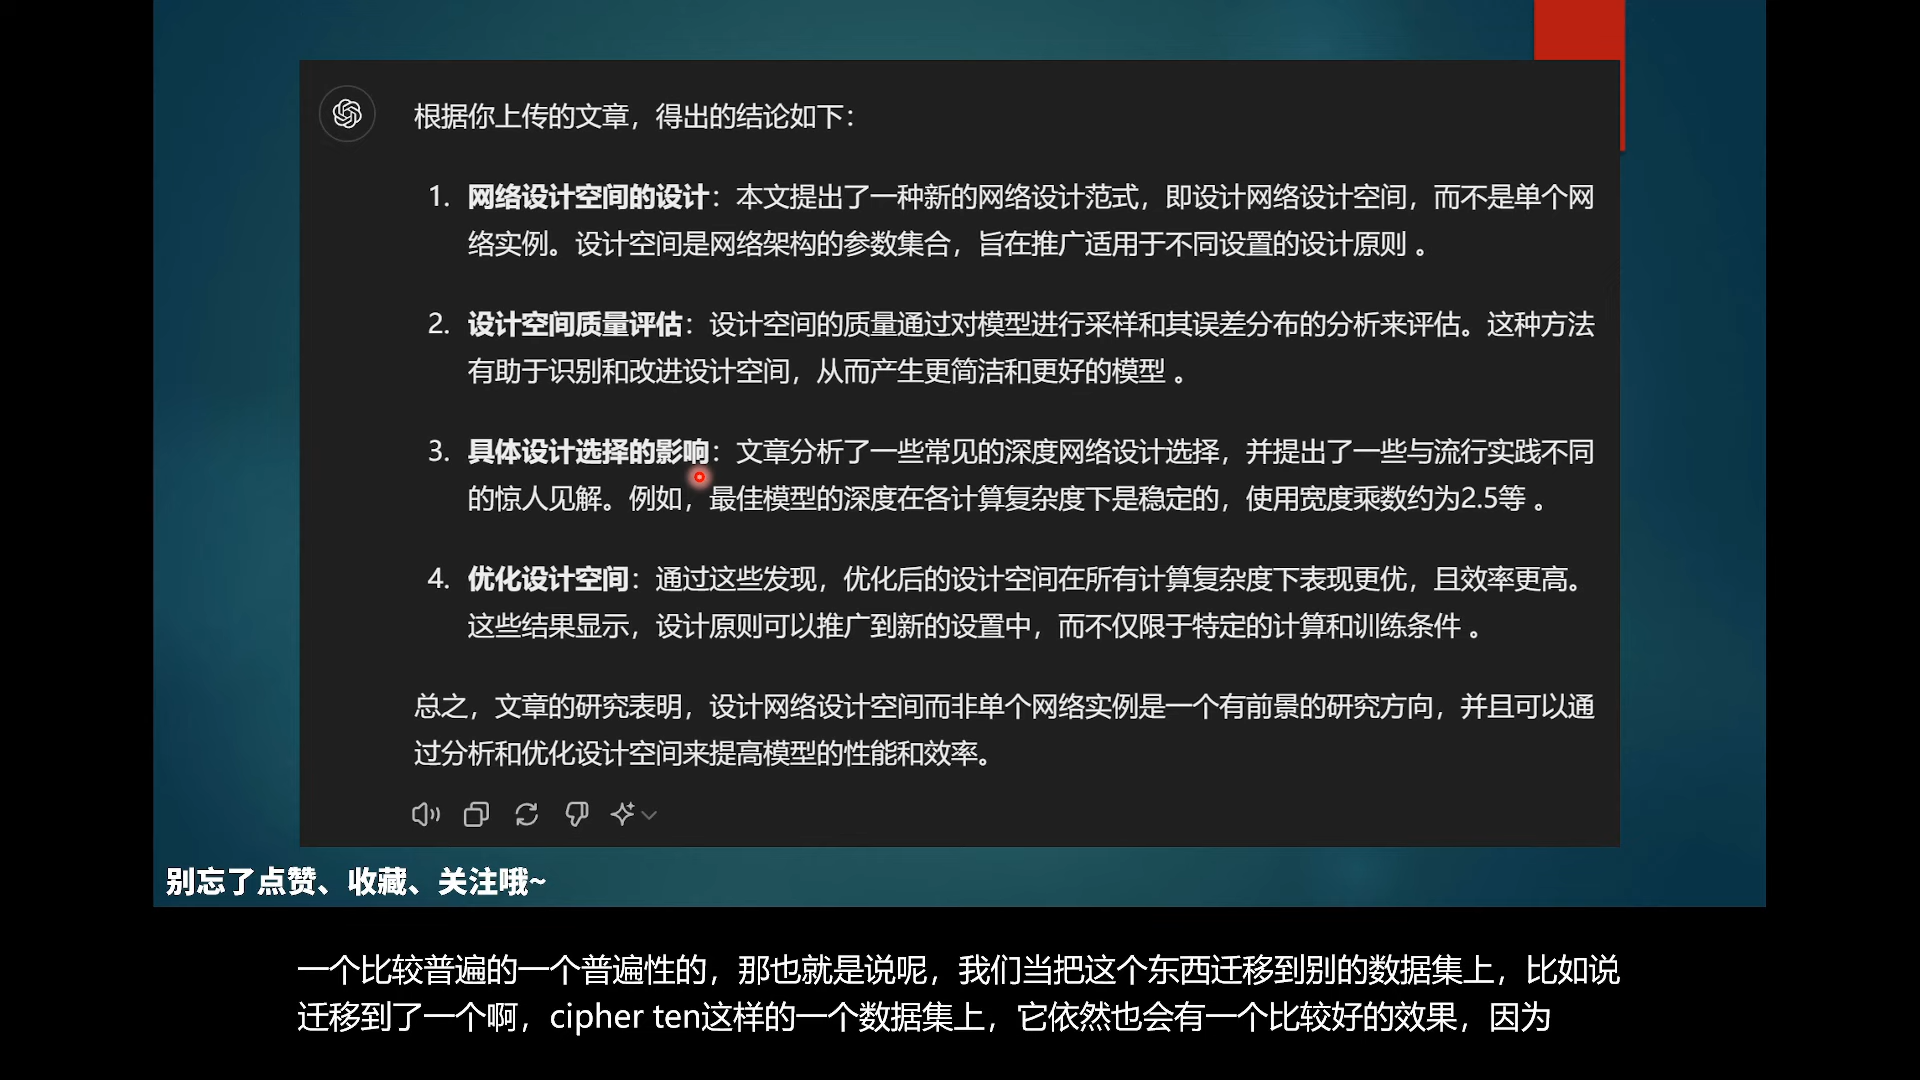 根据你上传的文章，得出的结论如下：
1. 网络设计空间的设计：本文提出了一种新的网络设计范式，即设计网络设计空间，而不是单个网
络实例。设计空间是网络架构的参数集合，旨在推广适用于不同设置的设计原则 。
2. 设计空间质量评估：设计空间的质量通过对模型进行采样和其误差分布的分析来评估。这种方法
有助于识别和改进设计空间，从而产生更简洁和更好的模型 。
3. 具体设计选择的影响：文章分析了一些常见的深度网络设计选择，并提出了一些与流行实践不同
的惊人见解。例如，最佳模型的深度在各计算复杂度下是稳定的，使用宽度乘数约为2.5等 。
4. 优化设计空间：通过这些发现，优化后的设计空间在所有计算复杂度下表现更优，且效率更高。
这些结果显示，设计原则可以推广到新的设置中，而不仅限于特定的计算和训练条件 。
总之，文章的研究表明，设计网络设计空间而非单个网络实例是一个有前景的研究方向，并且可以通
过分析和优化设计空间来提高模型的性能和效率。
别忘了点赞、收藏、关注哦~
一个比较普遍的一个普遍性的，那也就是说呢，我们当把这个东西迁移到别的数据集上，比如说
迁移到了一个啊，cipher ten这样的一个数据集上，它依然也会有一个比较好的效果，因为